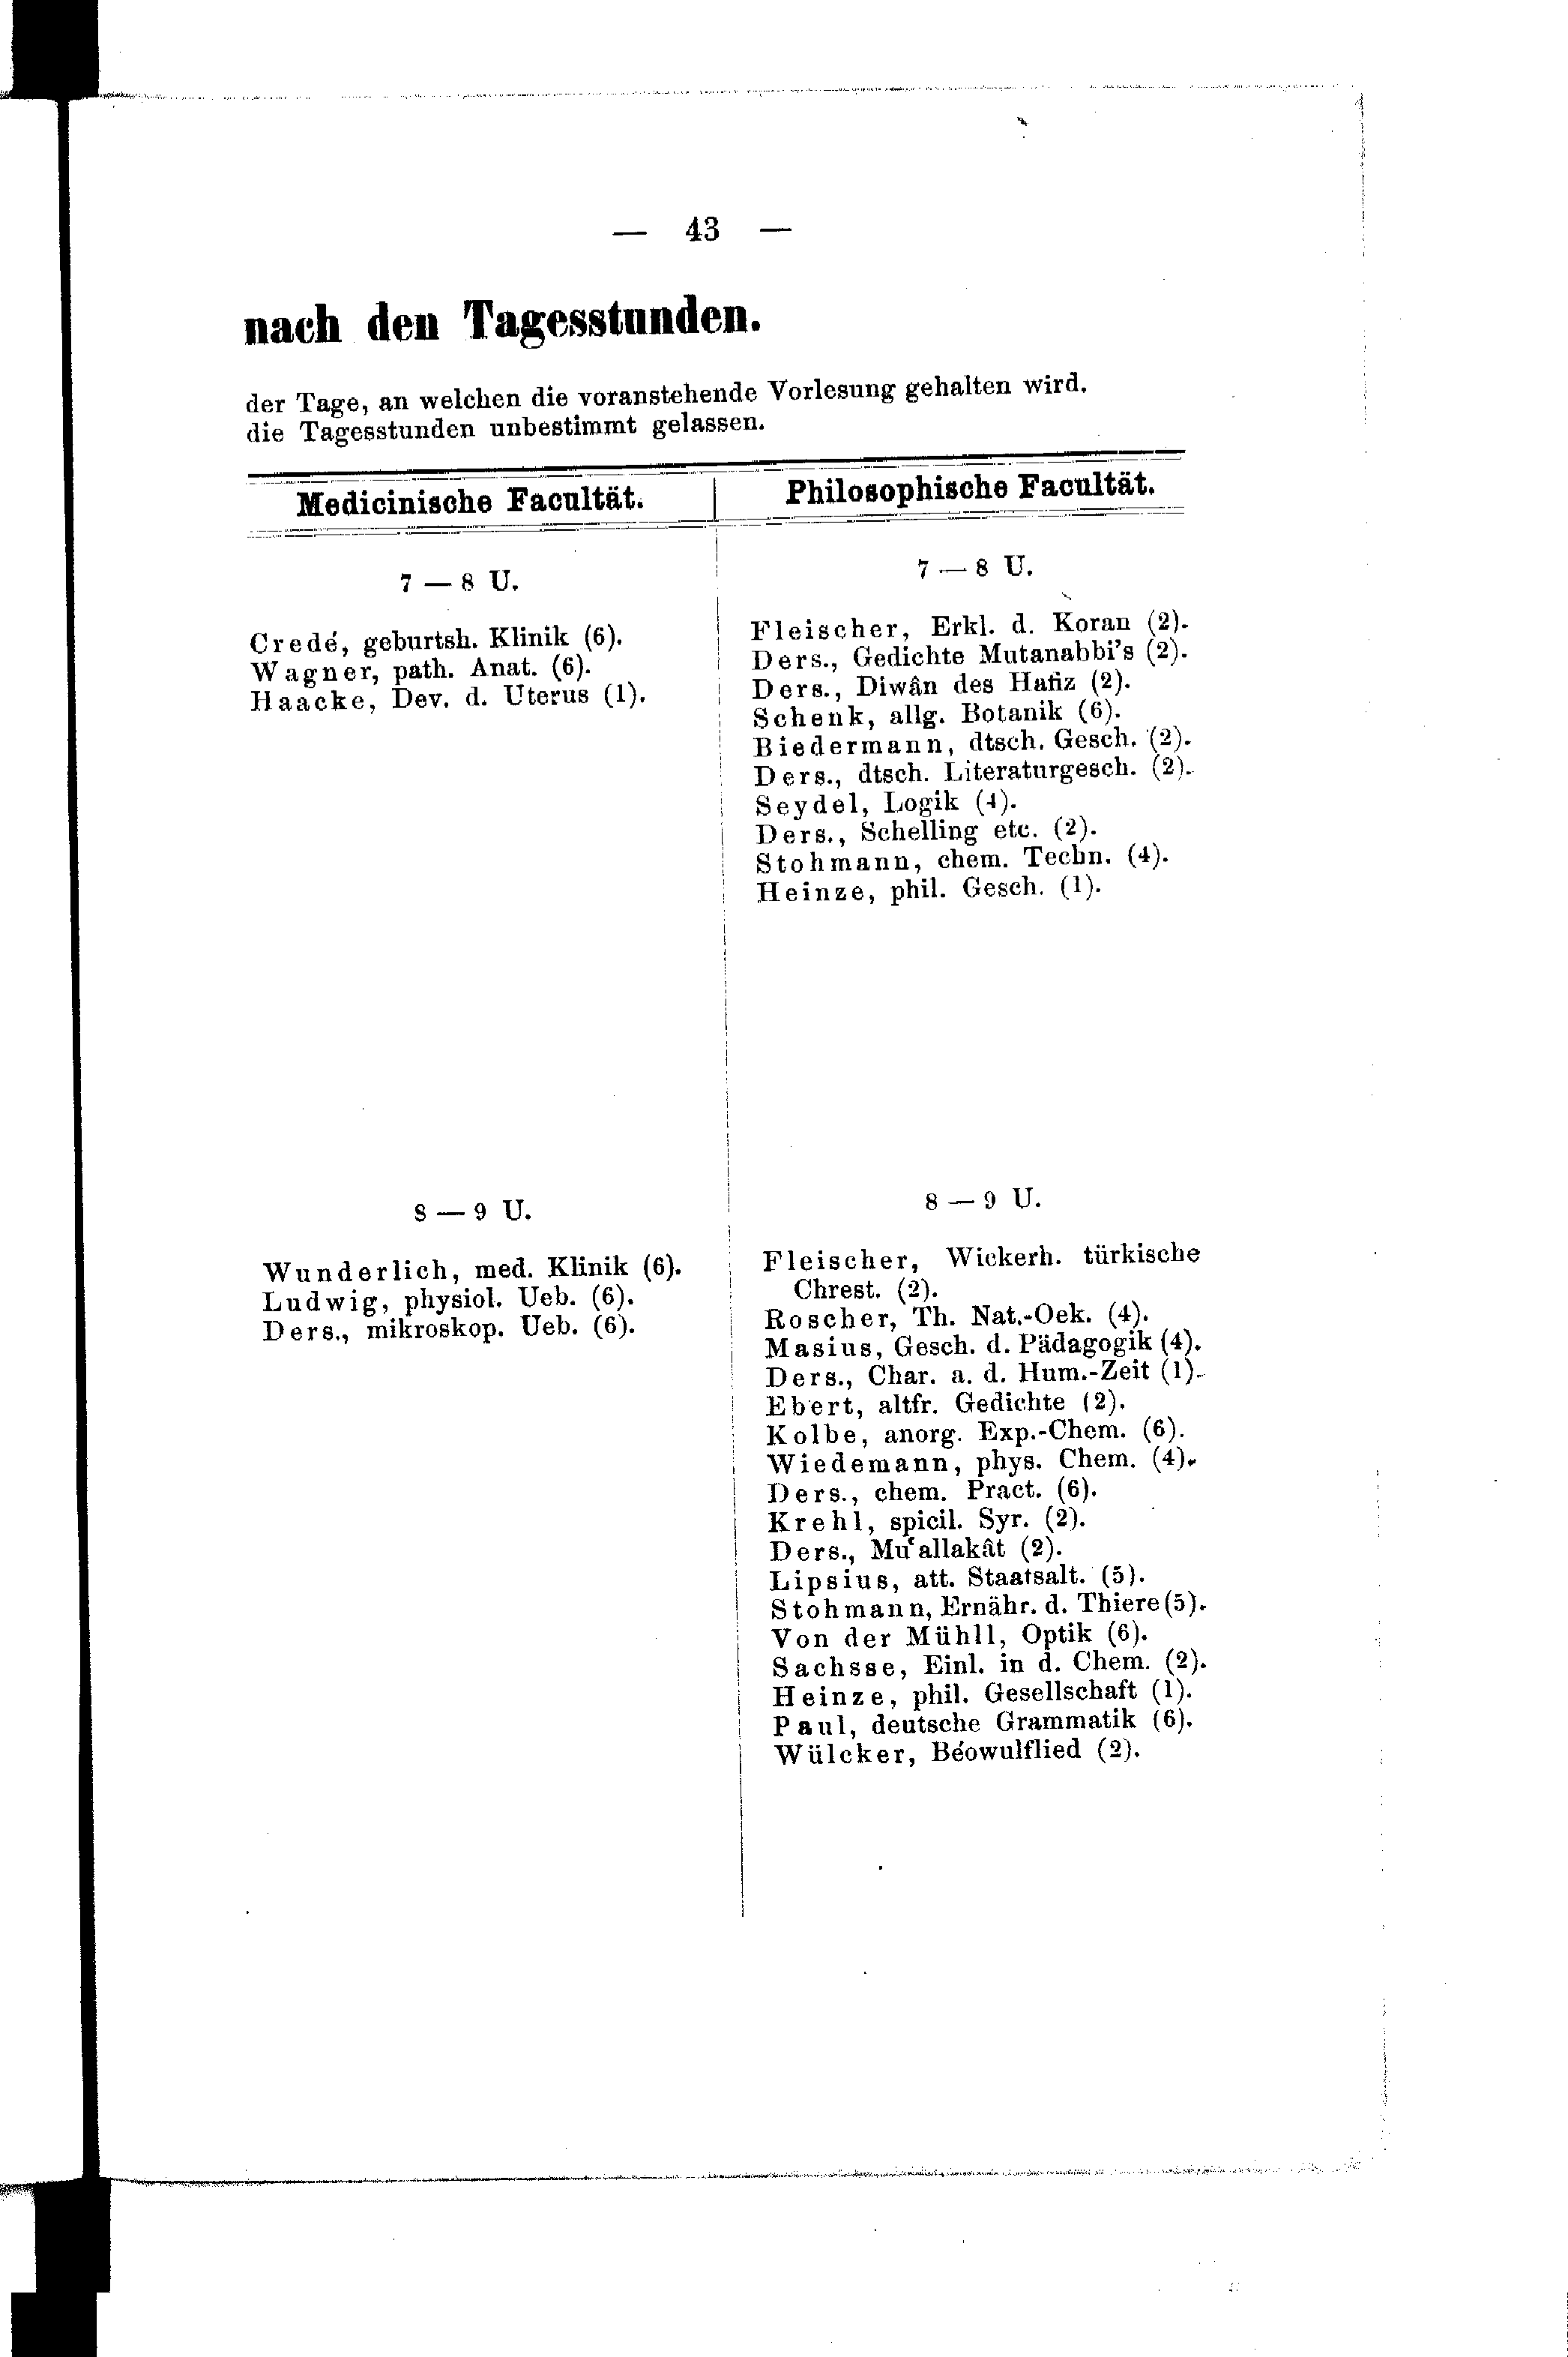 — 43 —
nach den Tagesstunden.
der Tage, an welchen die voranstehende Vorlesung gehalten wird.
die Tagesstunden unbestimmt gelassen.
Medicinische Facultät.
7 — 8 U.
Credé, geburtsh. Klinik (6).
Wagner, path. Anat. (6).
Haacke, Dev. d. Uterus (1).
8 — 9 U.
Wunderlich, med. Klinik (6).
Ludwig, physiol. Ueb. (6).
Ders., mikroskop. Ueb. (6).
Philosophische Facultät.
7 — 8 U.
Fleischer, Erkl. d. Koran (2).
Ders., Gedichte Mutanabbi's (2).
Ders., Diwân des Hafiz (2).
Schenk, allg. Botanik (6).
Biedermann, dtsch. Gesch. (2).
Ders., dtsch. Literaturgesch. (2).
Seydel, Logik (4).
Ders., Schelling etc. (2).
Stohmann, chem. Techn. (4).
Heinze, phil. Gesch. (1).
8 — 9 U.
Fleischer, Wickerh. türkische
Chrest. (2).
Roscher, Th. Nat.-Oek. (4).
Masius, Gesch. d. Pädagogik (4).
Ders., Char. a. d. Hum.-Zeit (1).
Ebert, altfr. Gedichte (2).
Kolbe, anorg. Exp.-Chem. (6).
Wiedemann, phys. Chem. (4).
Ders., chem. Pract. (6).
Krehl, spicil. Syr. (2).
Ders., Mu‘allakât (2).
Lipsius, att. Staatsalt. (5).
Stohmann, Ernähr. d. Thiere (5).
Von der Mühll, Optik (6).
Sachsse, Einl. in d. Chem. (2).
Heinze, phil. Gesellschaft (1).
Paul, deutsche Grammatik (6).
Wülcker, Béowulflied (2).